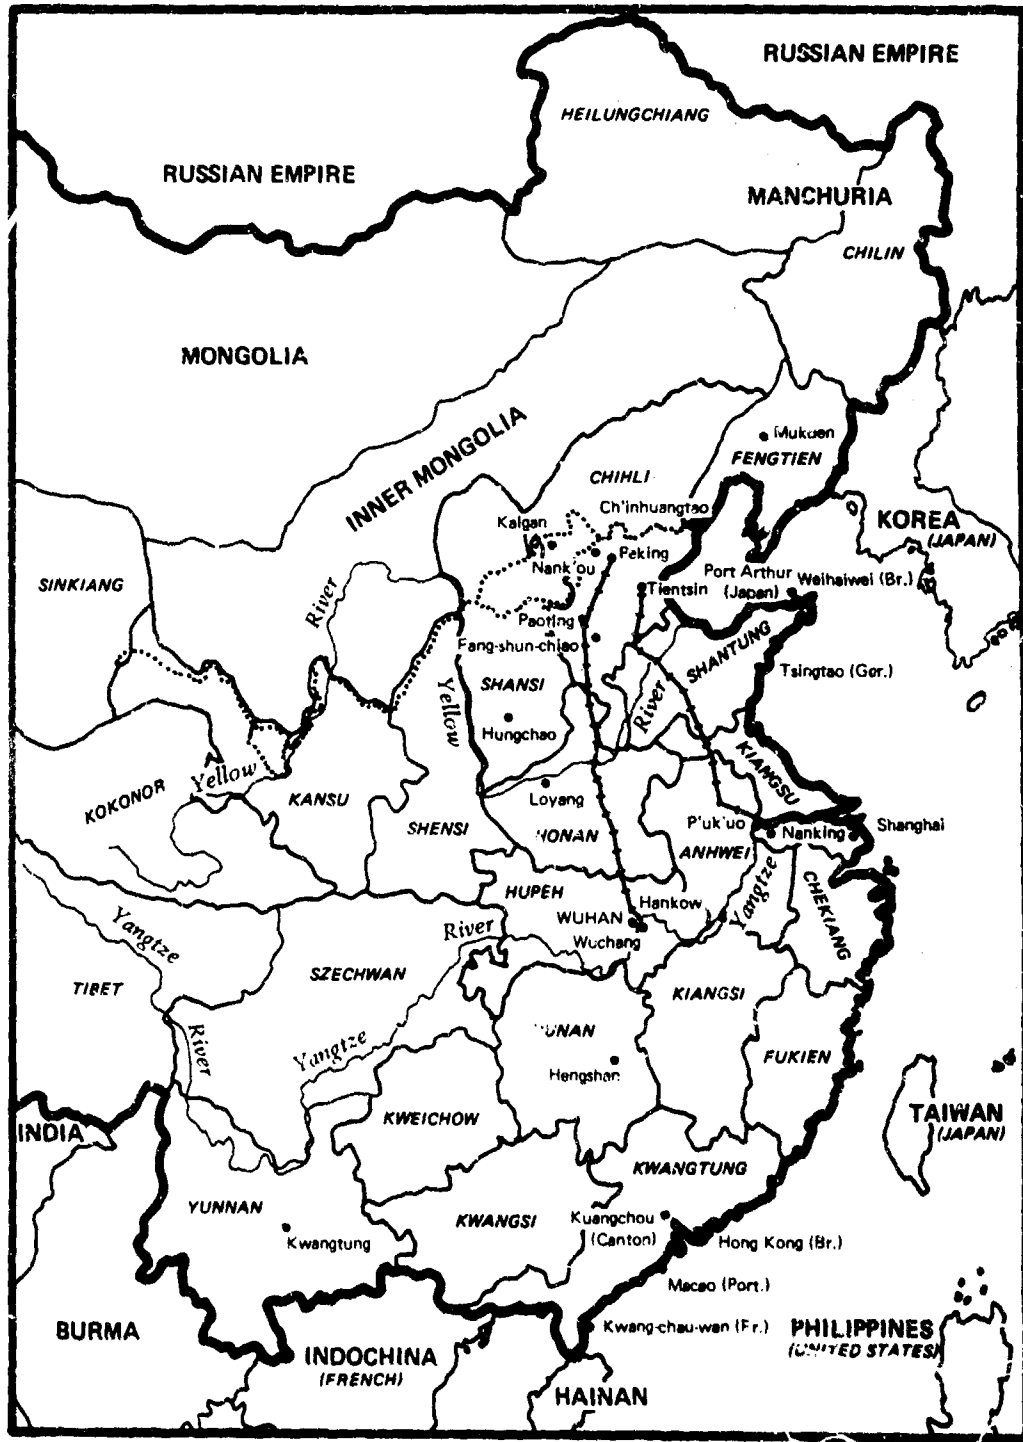 RUSSIAN EMPIRE
HEILUNGCHIANG
RUSSIAN EMPIRE
MANCHURIA
CHILIN
MONGOLIA
INNER MONGOLIA
Mukden
FENGTIEN
CHIHLI
Ch'inhuangtao
Kalgan
KOREA
(JAPAN)
Peking
Nank'ou
SINKIANG
Port Arthur
(Japan)
Weihaiwei (Br.)
Tientsin
River
Paoting
Fang-shun-chiao
SHANTUNG
Tsingtao (Ger.)
SHANSI
Yellow
River
Hungchao
KIANGSU
Yellow
KOKONOR
KANSU
Loyang
SHENSI
HONAN
P'uk'uo
Nanking
Shanghai
ANHWEI
HUPEH
Hankow
Yangtze
CHEKIANG
WUHAN
Wuchang
River
Yangtze
SZECHWAN
TIBET
KIANGSI
River
Yangtze
HUNAN
FUKIEN
Hengshan
INDIA
KWEICHOW
TAIWAN
(JAPAN)
KWANGTUNG
YUNNAN
KWANGSI
Kuangchou
(Canton)
Kwangtung
Hong Kong (Br.)
Macao (Port.)
BURMA
Kwang-chau-wan (Fr.)
PHILIPPINES
(UNITED STATES)
INDOCHINA
(FRENCH)
HAINAN